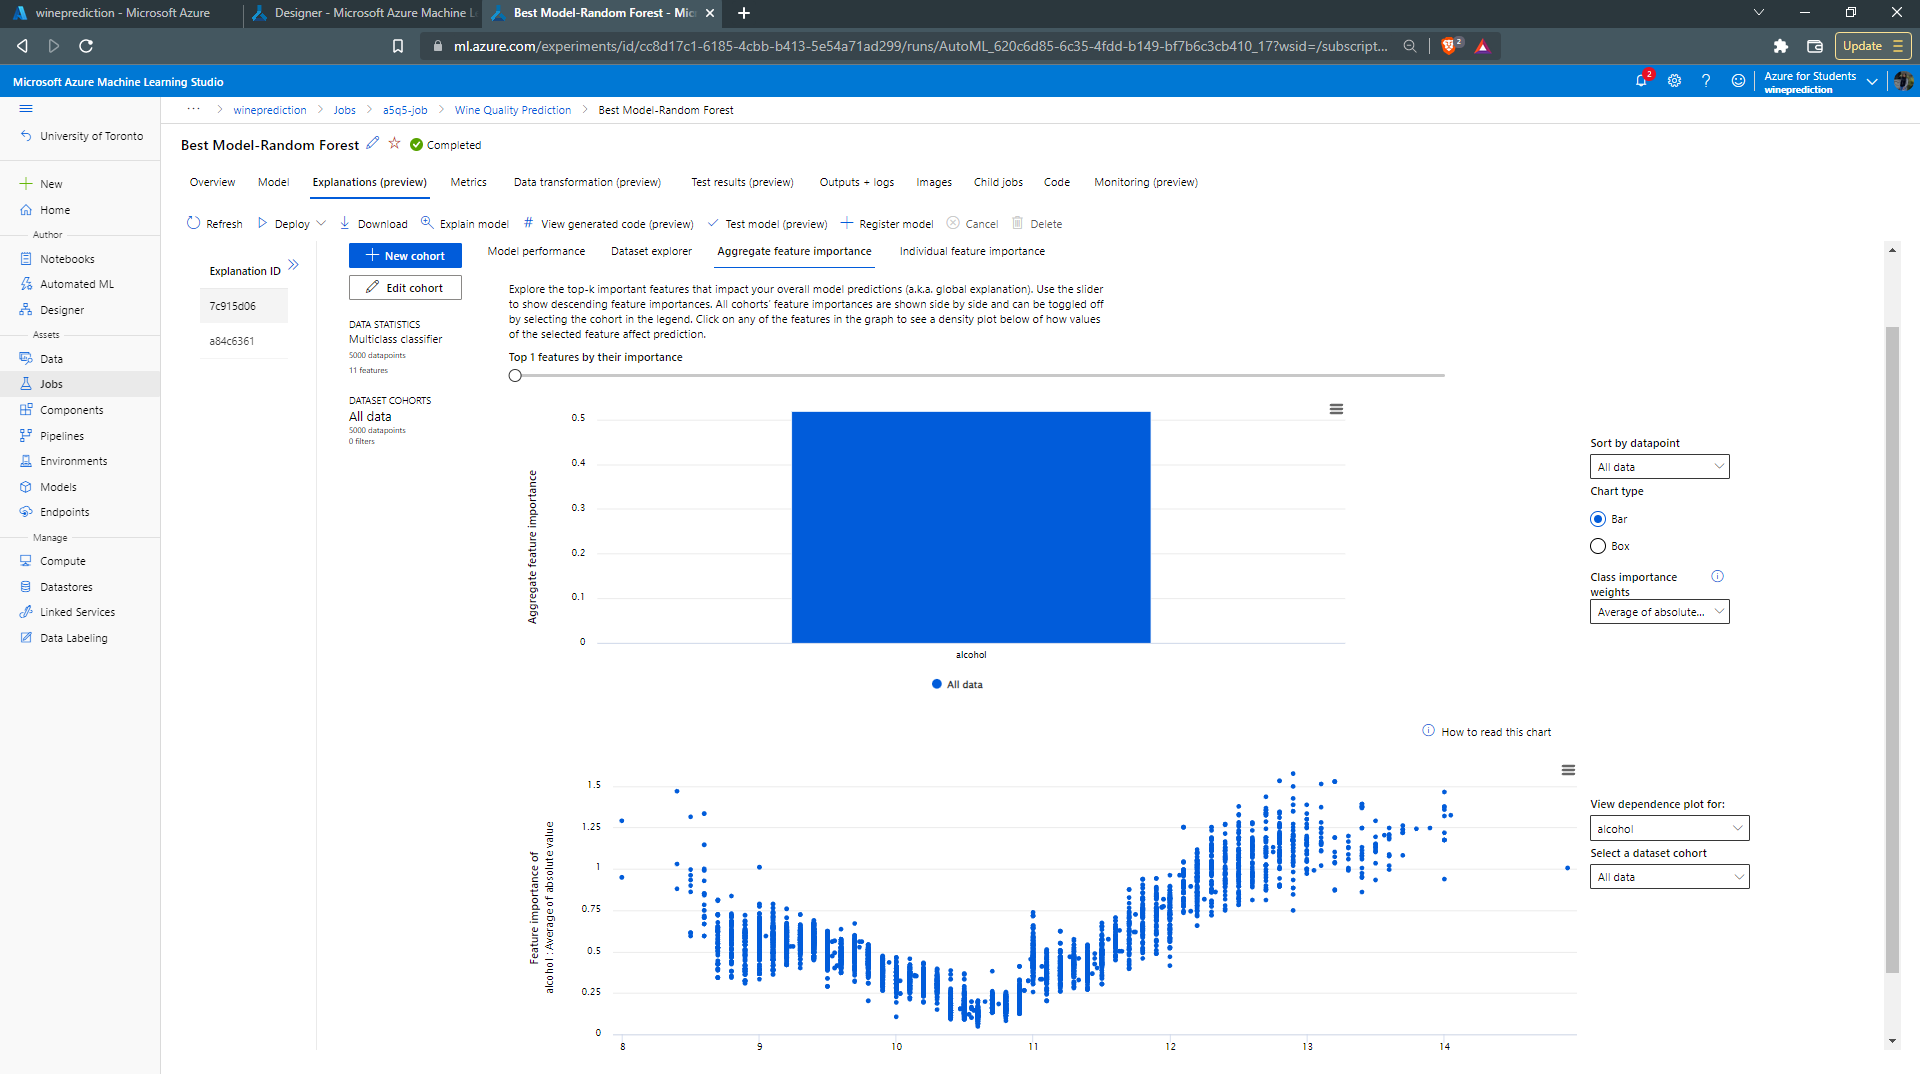 wineprediction - Microsoft Azure
Designer - Microsoft Azure Machine L
Best Model-Random Forest - Mic
ml.azure.com/experiments/id/cc8d17c1-6185-4cbb-b413-5e54a71ad299/runs/AutoML_620c6d85-6c35-4fdd-b149-bf7b6c3cb410_17?wsid=/subscript...
2
Update
Microsoft Azure Machine Learning Studio
2
Azure for Students
wineprediction
... > wineprediction > Jobs > a5q5-job > Wine Quality Prediction > Best Model-Random Forest
University of Toronto
New
Home
Author
Notebooks
Automated ML
Designer
Assets
Data
Jobs
Components
Pipelines
Environments
Models
Endpoints
Manage
Compute
Datastores
Linked Services
Data Labeling
Best Model-Random Forest
Completed
Overview
Model
Explanations (preview)
Metrics
Data transformation (preview)
Test results (preview)
Outputs + logs
Images
Child jobs
Code
Monitoring (preview)
Refresh
Deploy
Download
Explain model
View generated code (preview)
Test model (preview)
Register model
Cancel
Delete
Explanation ID
7c915d06
a84c6361
New cohort
Edit cohort
DATA STATISTICS
Multiclass classifier
5000 datapoints
11 features
DATASET COHORTS
All data
5000 datapoints
0 filters
Model performance
Dataset explorer
Aggregate feature importance
Individual feature importance
Explore the top-k important features that impact your overall model predictions (a.k.a. global explanation). Use the slider
to show descending feature importances. All cohorts' feature importances are shown side by side and can be toggled off
by selecting the cohort in the legend. Click on any of the features in the graph to see a density plot below of how values
of the selected feature affect prediction.
Top 1 features by their importance
Aggregate feature importance
0.5
0.4
0.3
0.2
0.1
0
alcohol
All data
Sort by datapoint
All data
Chart type
Bar
Box
Class importance
weights
Average of absolute...
How to read this chart
Feature importance of
alcohol : Average of absolute value
1.5
1.25
1
0.75
0.5
0.25
0
8
9
10
11
12
13
14
View dependence plot for:
alcohol
Select a dataset cohort
All data